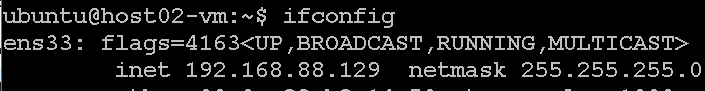 ubuntu@host02-vm:~$ ifconfig
ens33: flags=4163<UP,BROADCAST,RUNNING,MULTICAST>
inet 192.168.88.129 netmask 255.255.255.0